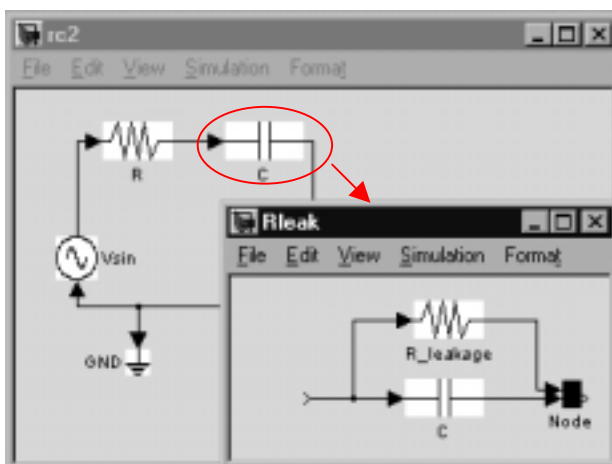 rc2
File Edit View Simulation Format
R
C
Vsin
GND
Rleak
File Edit View Simulation Format
R_leakage
C
Node